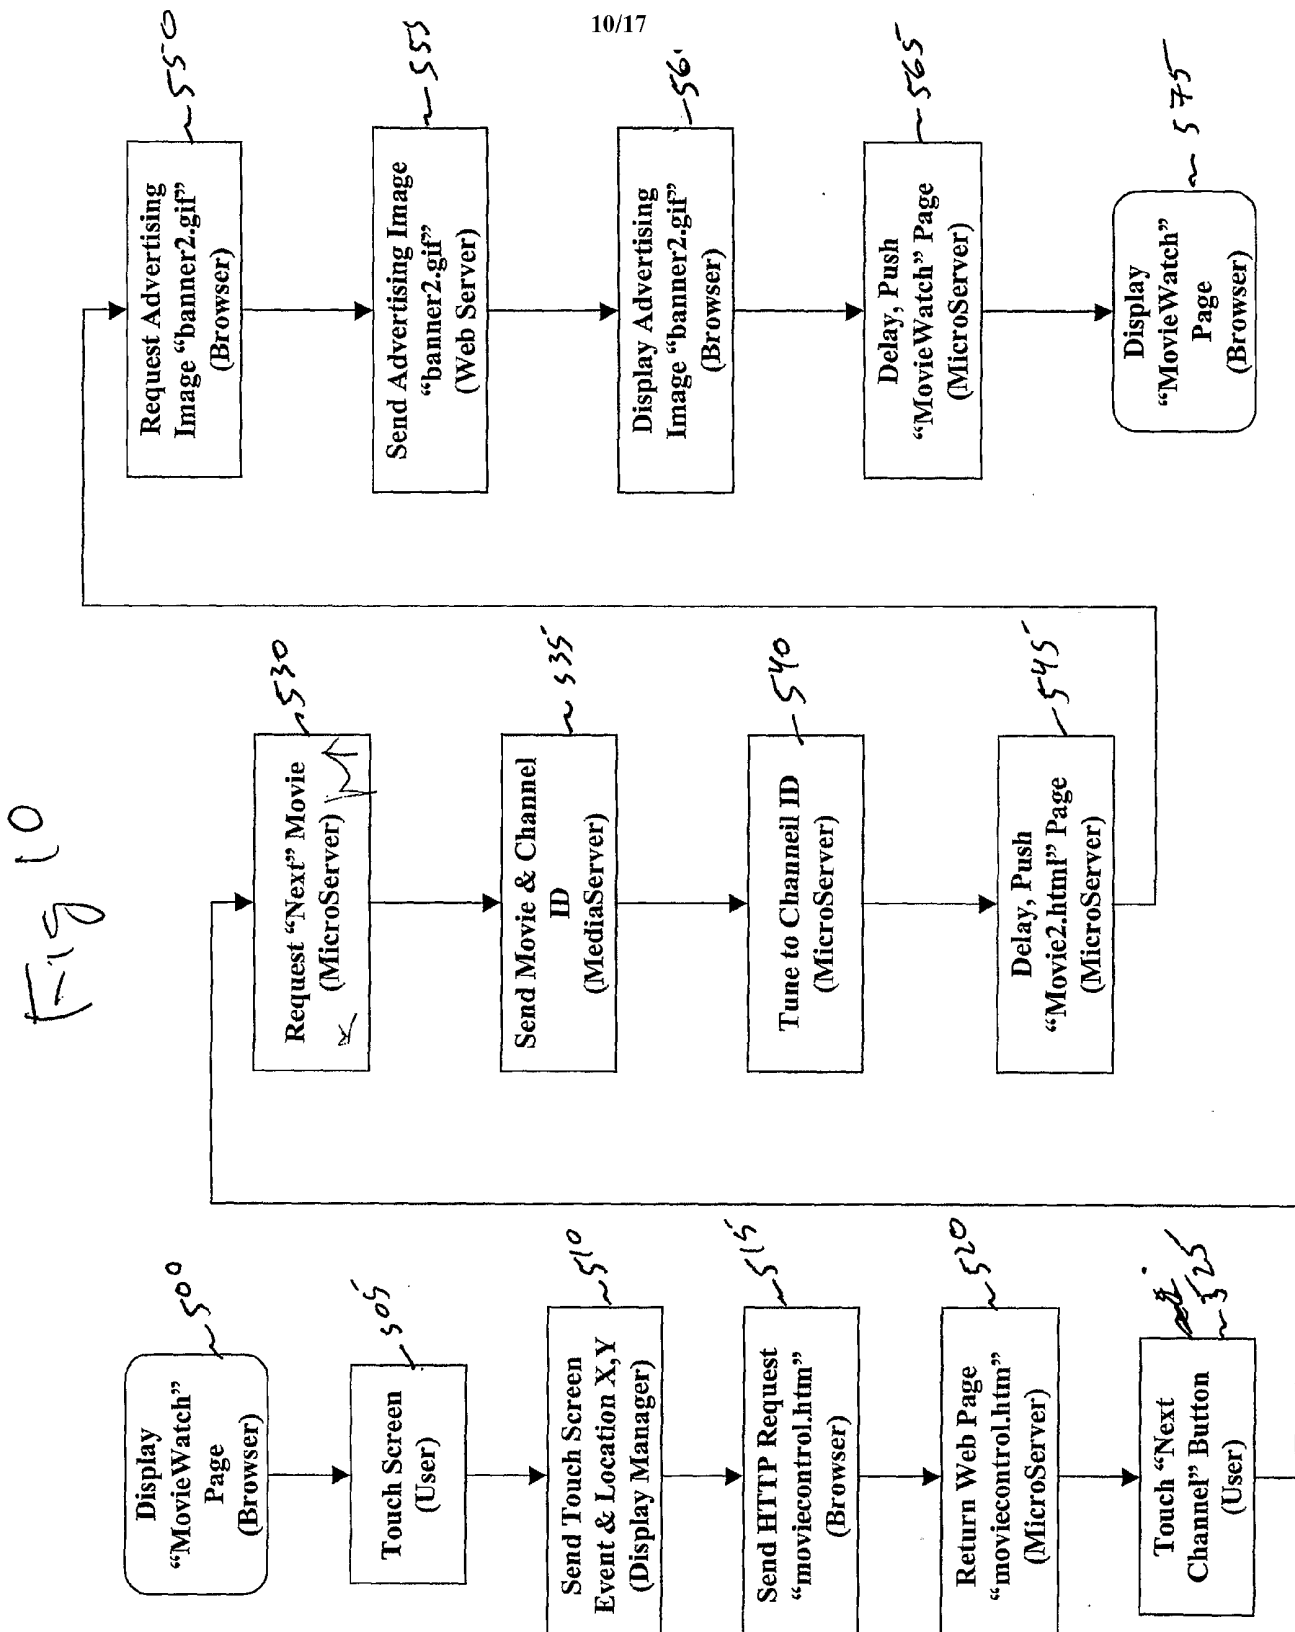 10/17
Fig 10
Display
“MovieWatch”
Page
(Browser)
~500
Touch Screen
(User)
~505
Send Touch Screen
Event & Location X,Y
(Display Manager)
~510
Send HTTP Request
“moviecontrol.htm”
(Browser)
~515
Return Web Page
“moviecontrol.htm”
(MicroServer)
~520
Touch “Next
Channel” Button
(User)
~525
Request “Next” Movie
(MicroServer)
~530
Send Movie & Channel
ID
(MediaServer)
~535
Tune to Channeil ID
(MicroServer)
~540
Delay, Push
“Movie2.html” Page
(MicroServer)
~545
Request Advertising
Image “banner2.gif”
(Browser)
~550
Send Advertising Image
“banner2.gif”
(Web Server)
~555
Display Advertising
Image “banner2.gif”
(Browser)
~56
Delay, Push
“MovieWatch” Page
(MicroServer)
~565
Display
“MovieWatch”
Page
(Browser)
~575